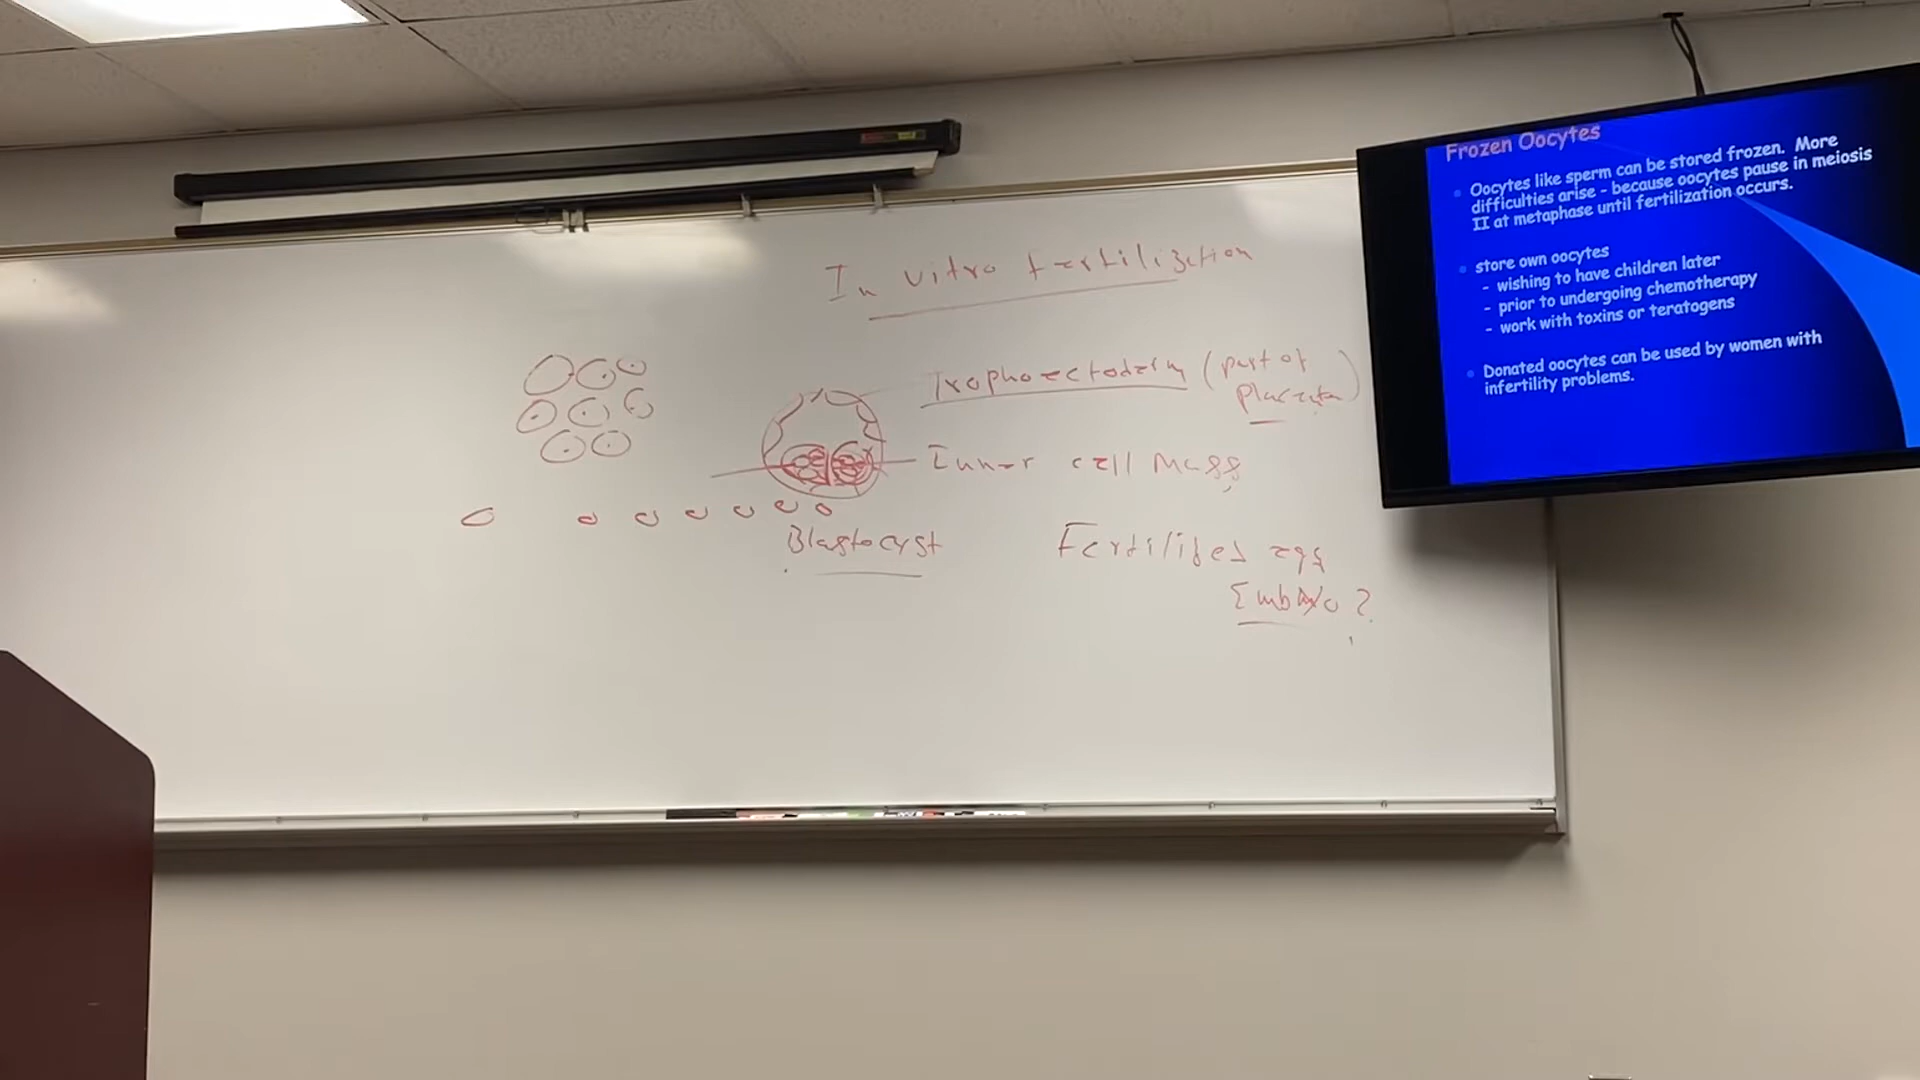 In vitro fertilization
Trophoectoderm (part of
placenta)
Inner cell Mass
Blastocyst
Fertilized egg
Embryo?
Frozen Oocytes
Oocytes like sperm can be stored frozen. More
difficulties arise - because oocytes pause in meiosis
II at metaphase until fertilization occurs.
store own oocytes
- wishing to have children later
- prior to undergoing chemotherapy
- work with toxins or teratogens
Donated oocytes can be used by women with
infertility problems.